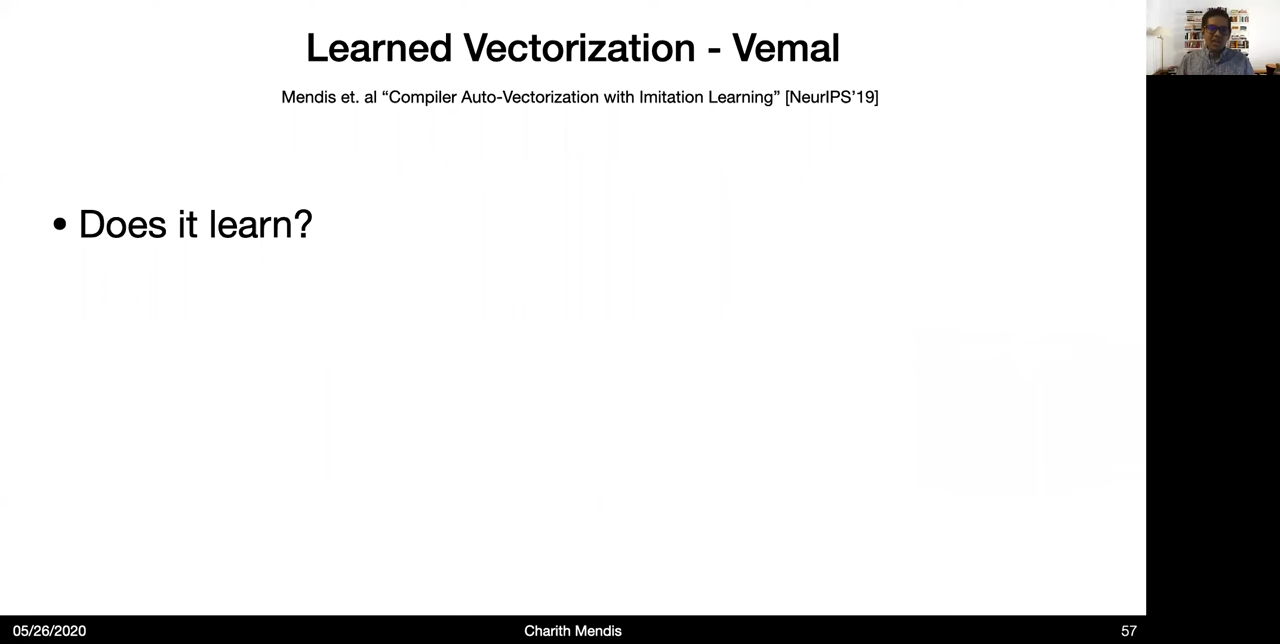 Learned Vectorization - Vemal
Mendis et. al “Compiler Auto-Vectorization with Imitation Learning” [NeurIPS’19]
• Does it learn?
05/26/2020
Charith Mendis
57